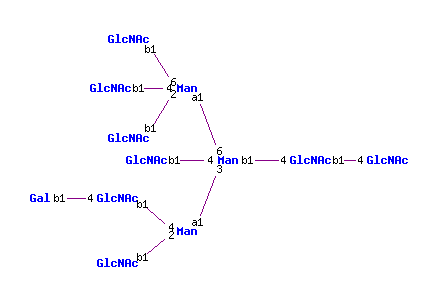 GlcNAc
b1
6
GlcNAc b1 4 Man
2 a1
b1
GlcNAc
6
GlcNAc b1 4 Man b1 4 GlcNAc b1 4 GlcNAc
3
Gal b1 4 GlcNAc
b1
a1
4
2 Man
b1
GlcNAc